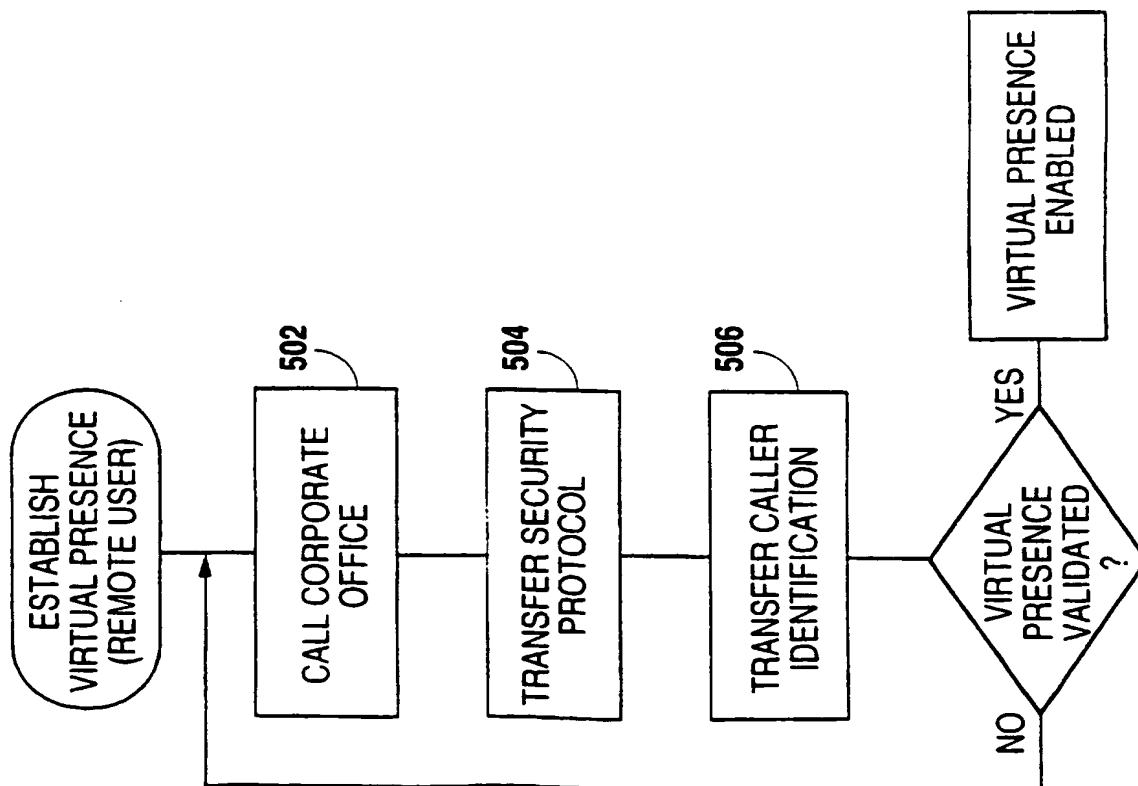 ESTABLISH
VIRTUAL PRESENCE
(REMOTE USER)
502
CALL CORPORATE
OFFICE
504
TRANSFER SECURITY
PROTOCOL
506
TRANSFER CALLER
IDENTIFICATION
VIRTUAL
PRESENCE
VALIDATED
?
NO
YES
VIRTUAL PRESENCE
ENABLED